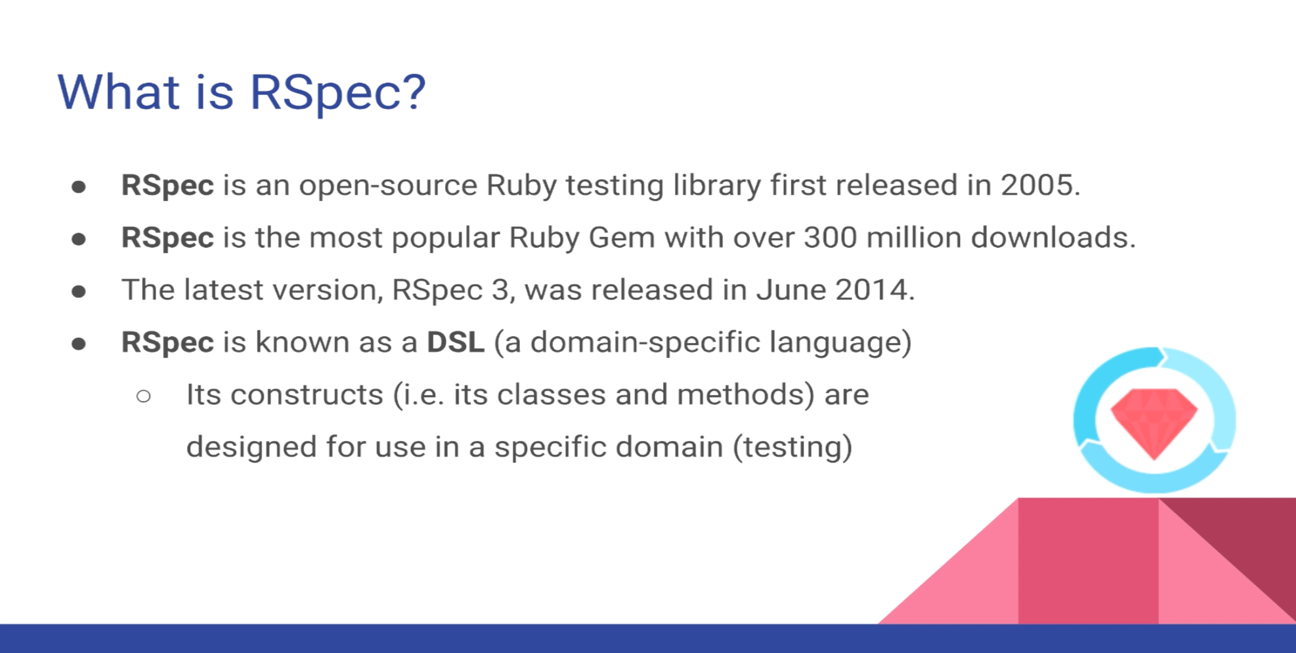 What is RSpec?
● RSpec is an open-source Ruby testing library first released in 2005.
● RSpec is the most popular Ruby Gem with over 300 million downloads.
● The latest version, RSpec 3, was released in June 2014.
● RSpec is known as a DSL (a domain-specific language)
○ Its constructs (i.e. its classes and methods) are
designed for use in a specific domain (testing)